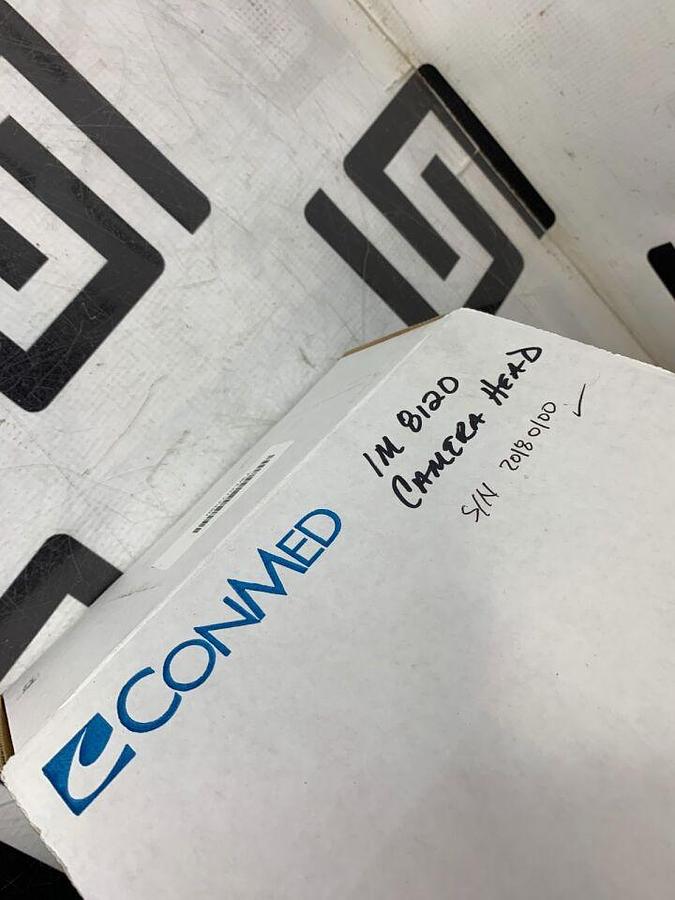 IM 8120
CAMERA HEAD
S/N 20180100 ✓
CONMED